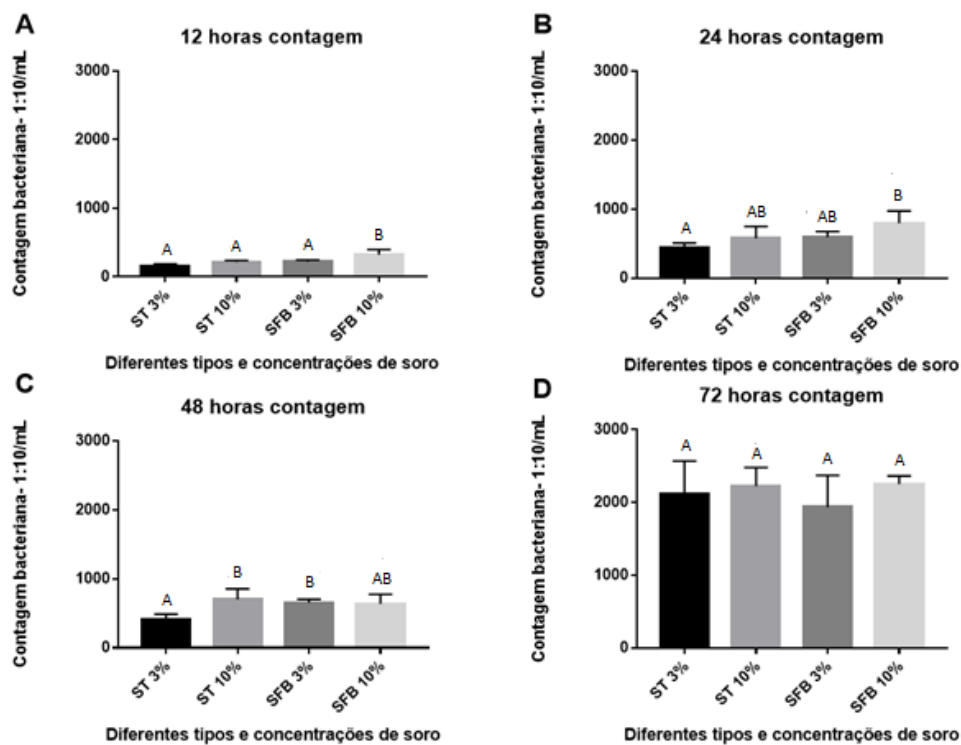 A
12 horas contagem
Contagem bacteriana- 1:10/mL
3000
2000
1000
0
A
A
A
B
ST 3%
ST 10%
SFB 3%
SFB 10%
Diferentes tipos e concentrações de soro
B
24 horas contagem
Contagem bacteriana- 1:10/mL
3000
2000
1000
0
A
AB
AB
B
ST 3%
ST 10%
SFB 3%
SFB 10%
Diferentes tipos e concentrações de soro
C
48 horas contagem
Contagem bacteriana- 1:10/mL
3000
2000
1000
0
A
B
B
AB
ST 3%
ST 10%
SFB 3%
SFB 10%
Diferentes tipos e concentrações de soro
D
72 horas contagem
Contagem bacteriana- 1:10/mL
3000
2000
1000
0
A
A
A
A
ST 3%
ST 10%
SFB 3%
SFB 10%
Diferentes tipos e concentrações de soro